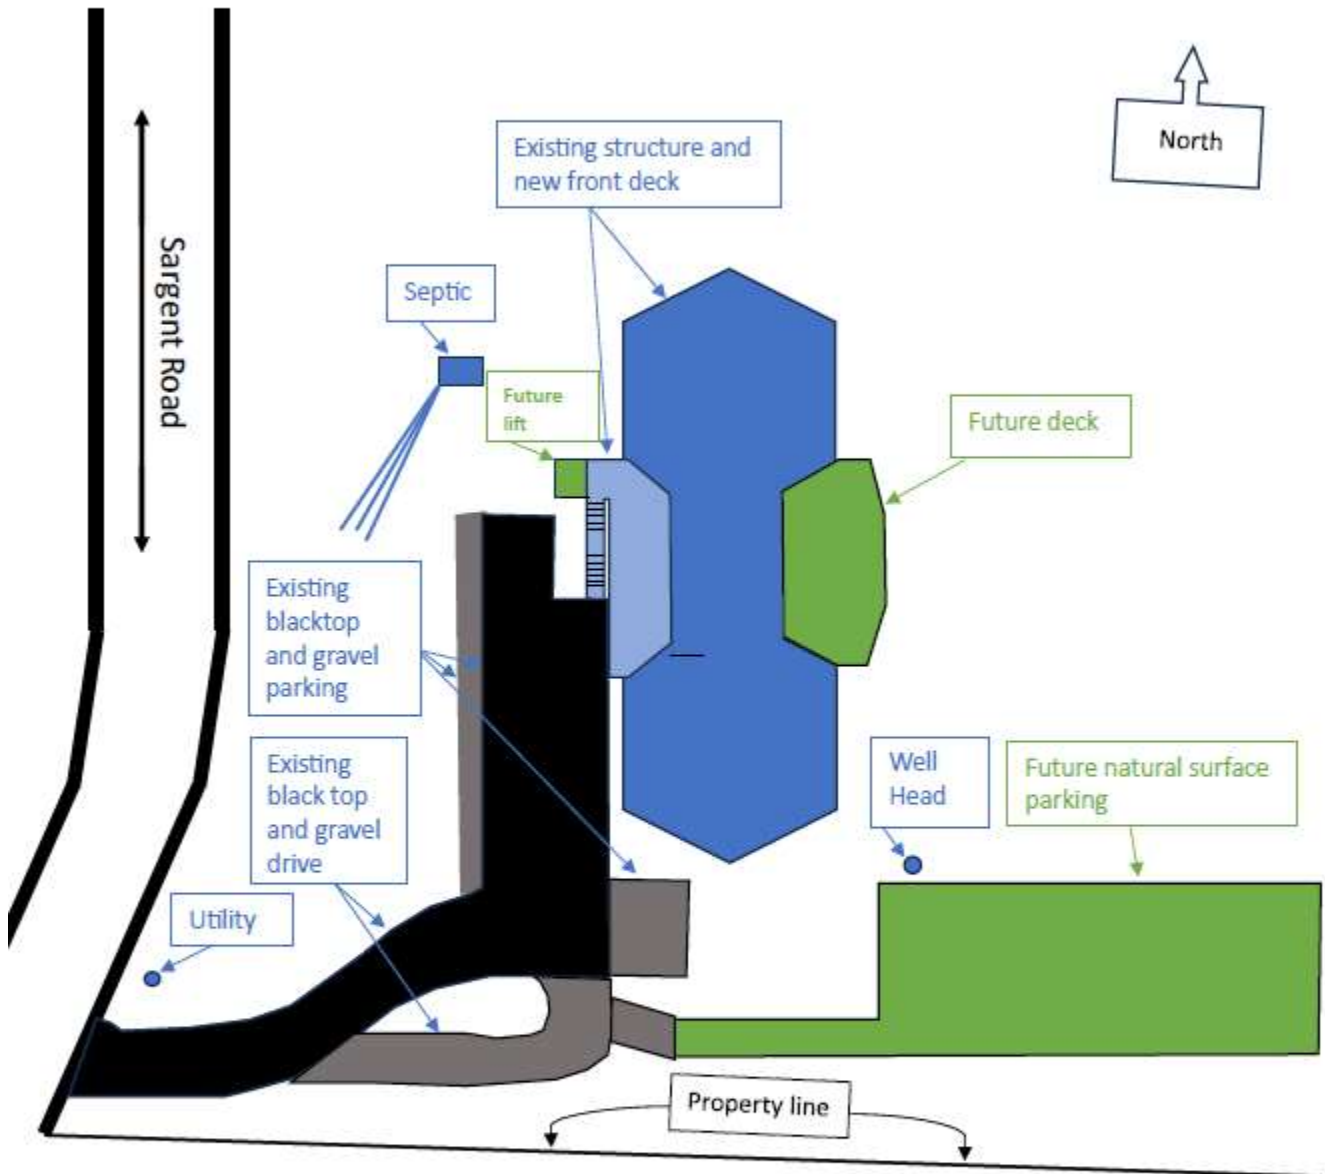 North
Existing structure and
new front deck
Sargent Road
Septic
Future
lift
Future deck
Existing
blacktop
and gravel
parking
Existing
black top
and gravel
drive
Well
Head
Future natural surface
parking
Utility
Property line